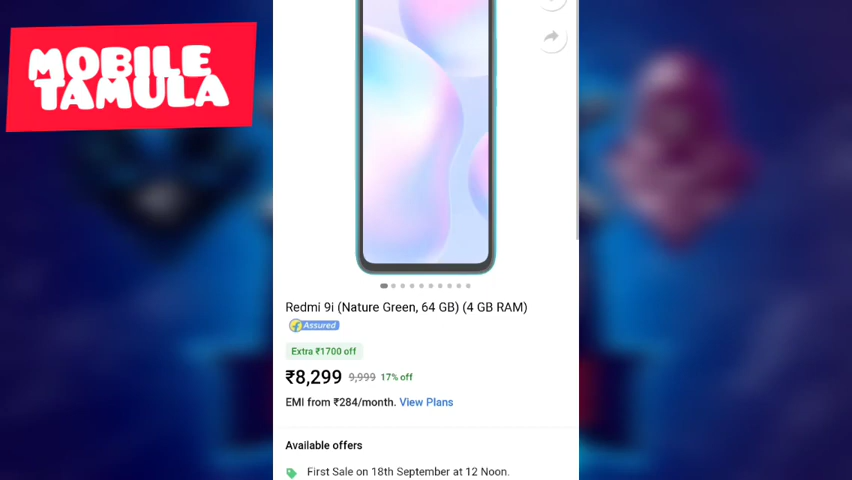 MOBILE
TAMULA
Redmi 9i (Nature Green, 64 GB) (4 GB RAM)
Assured
Extra ₹1700 off
₹8,299 9,999 17% off
EMI from ₹284/month. View Plans
Available offers
First Sale on 18th September at 12 Noon.